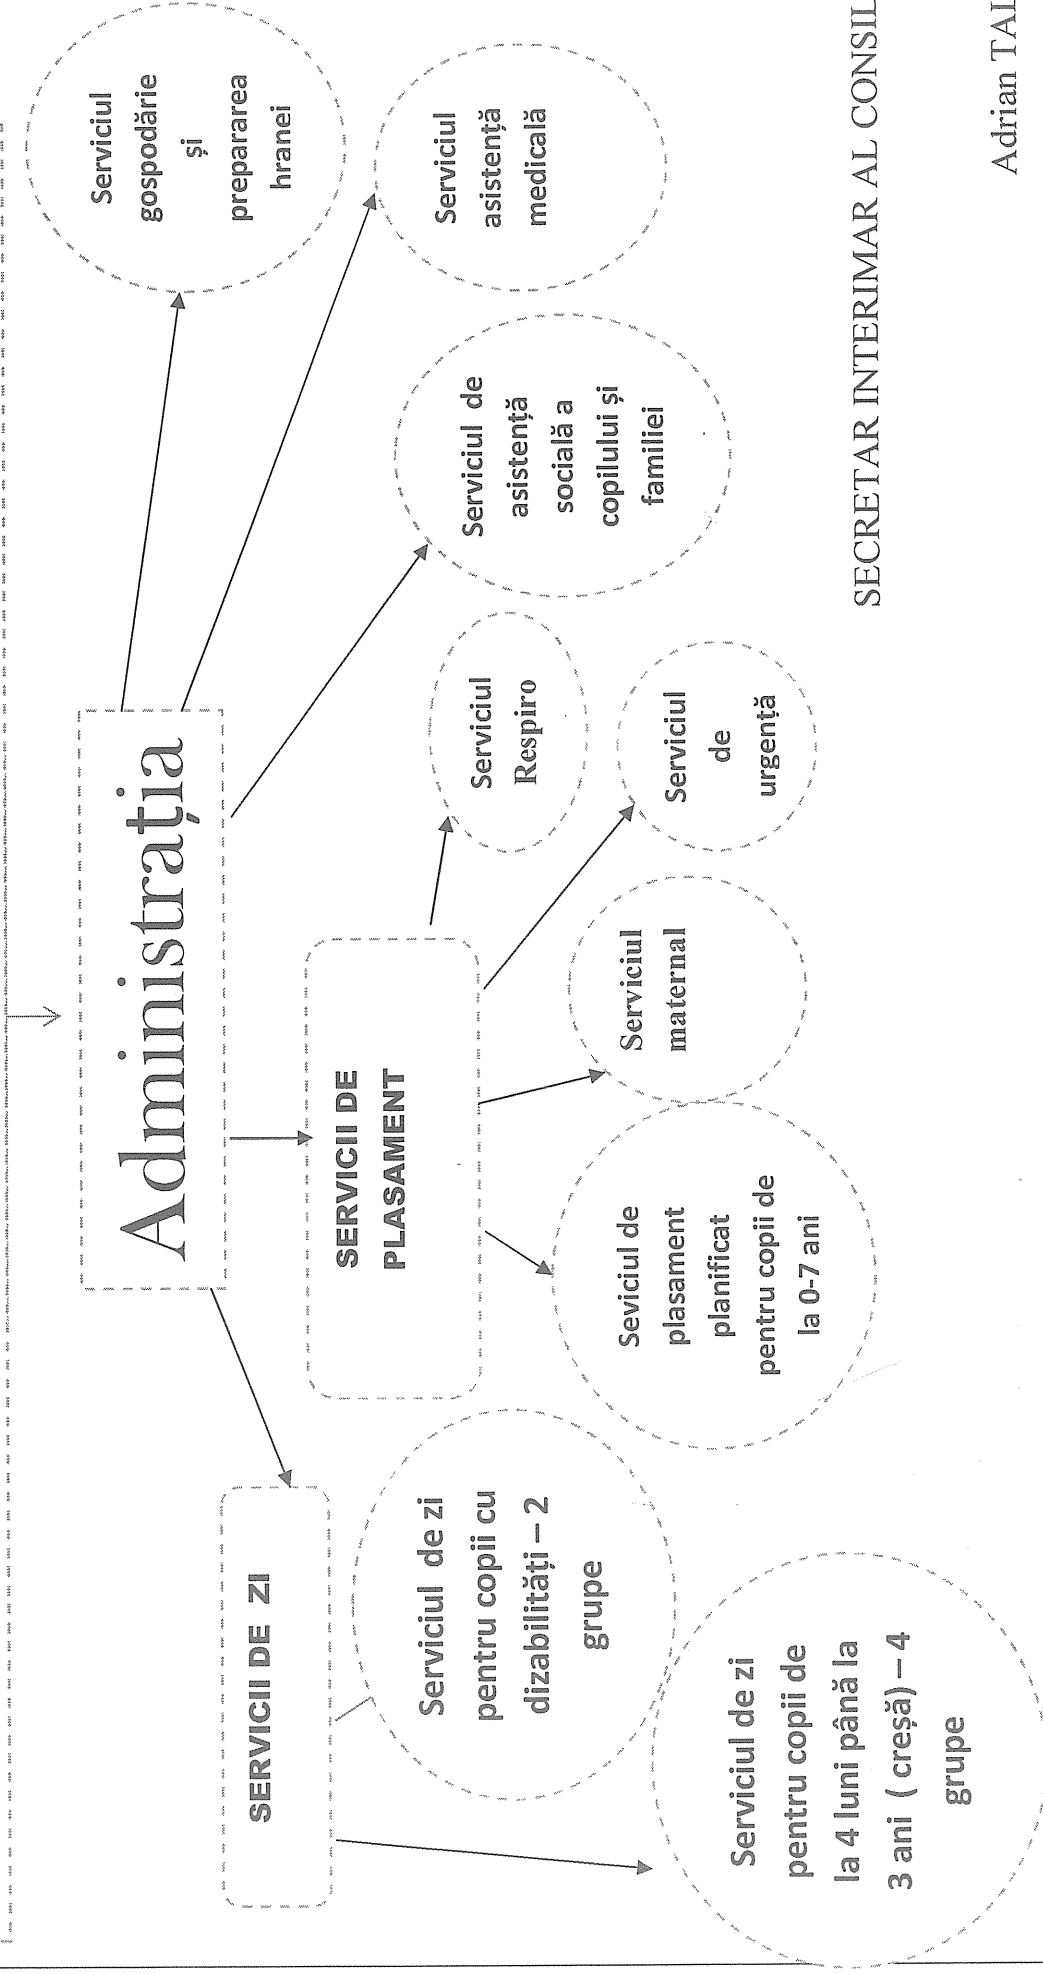 Administrația
SERVICII DE ZI
SERVICII DE
PLASAMENT
Serviciul de zi
pentru copii cu
dizabilități – 2
grupe
Serviciul de zi
pentru copii de
la 4 luni până la
3 ani ( creșă) – 4
grupe
Seviciul de
plasament
planificat
pentru copii de
la 0-7 ani
Serviciul
maternal
Serviciul
de
urgență
Serviciul
Respiro
Serviciul de
asistență
socială a
copilului și
familiei
Serviciul
asistență
medicală
Serviciul
gospodărie
și
prepararea
hranei
SECRETAR INTERIMAR AL CONSIL
Adrian TAL